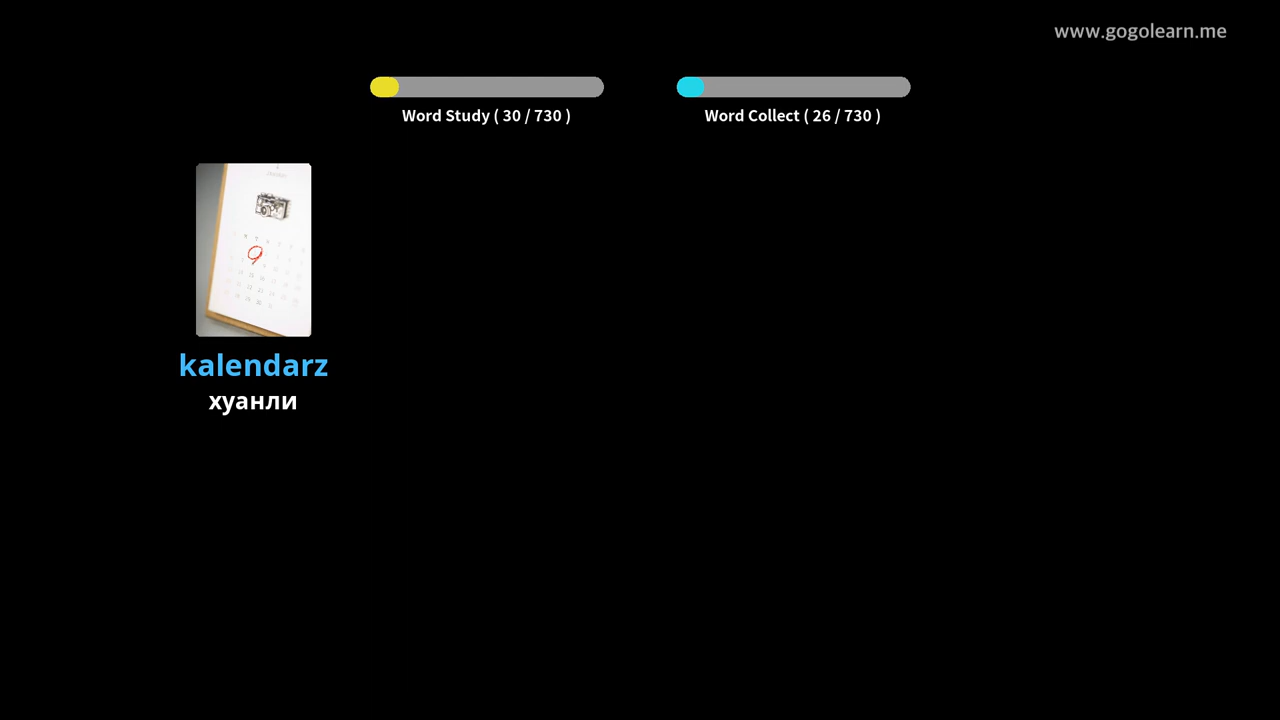 www.gogolearn.me
Word Study ( 30 / 730 )
Word Collect ( 26 / 730 )
kalendarz
хуанли